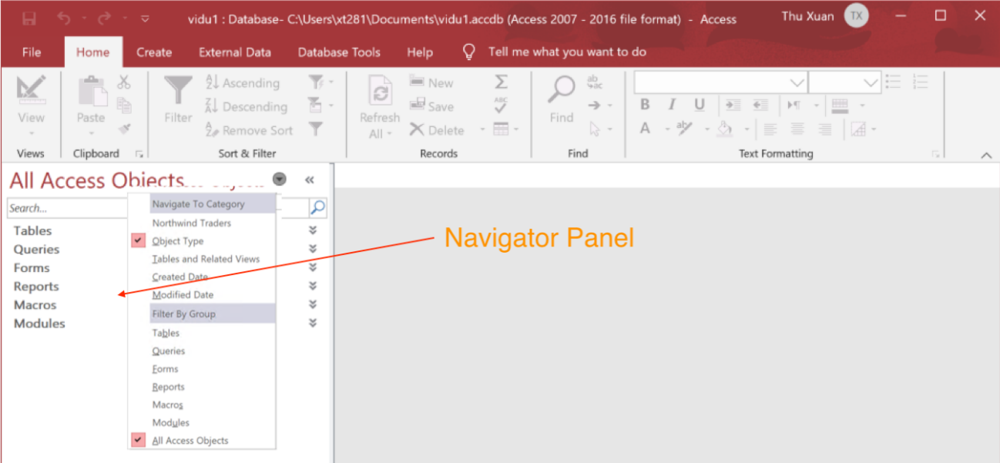 vidu1 : Database- C:\Users\xt281\Documents\vidu1.accdb (Access 2007 - 2016 file format) - Access
Thu Xuan
TX
File Home Create External Data Database Tools Help Tell me what you want to do
View
Views
Paste
Clipboard
Filter
Ascending
Descending
Remove Sort
Sort & Filter
Refresh
All
New
Save
Delete
Records
Find
Find
B I U
A
Text Formatting
All Access Objects
Search...
Tables
Queries
Forms
Reports
Macros
Modules
Navigate To Category
Northwind Traders
Object Type
Tables and Related Views
Created Date
Modified Date
Filter By Group
Tables
Queries
Forms
Reports
Macros
Modules
All Access Objects
Navigator Panel